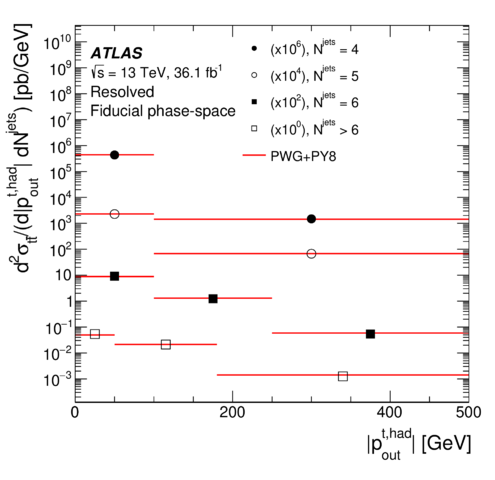 d²σ_tt̄/(d|p_out^t,had| dN^jets) [pb/GeV]
10¹⁰
10⁹
10⁸
10⁷
10⁶
10⁵
10⁴
10³
10²
10
1
10⁻¹
10⁻²
10⁻³
ATLAS
√s = 13 TeV, 36.1 fb⁻¹
Resolved
Fiducial phase-space
(x10⁶), N^jets = 4
(x10⁴), N^jets = 5
(x10²), N^jets = 6
(x10⁰), N^jets > 6
PWG+PY8
0 200 400 500
|p_out^t,had| [GeV]